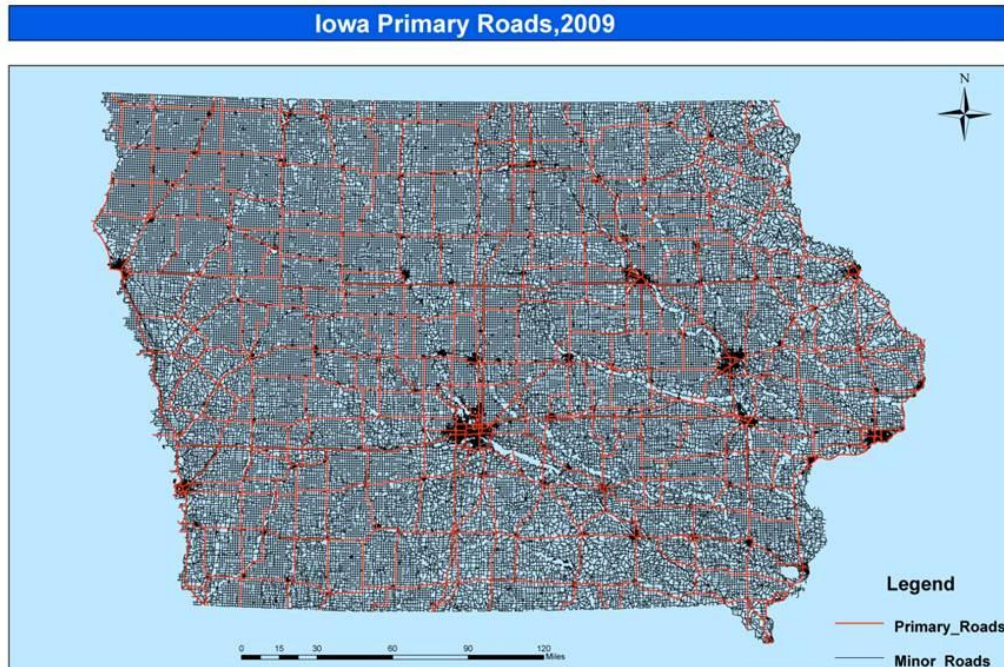 Iowa Primary Roads,2009
N
Legend
Primary_Roads
Minor_Roads
0 15 30 60 90 120
Miles